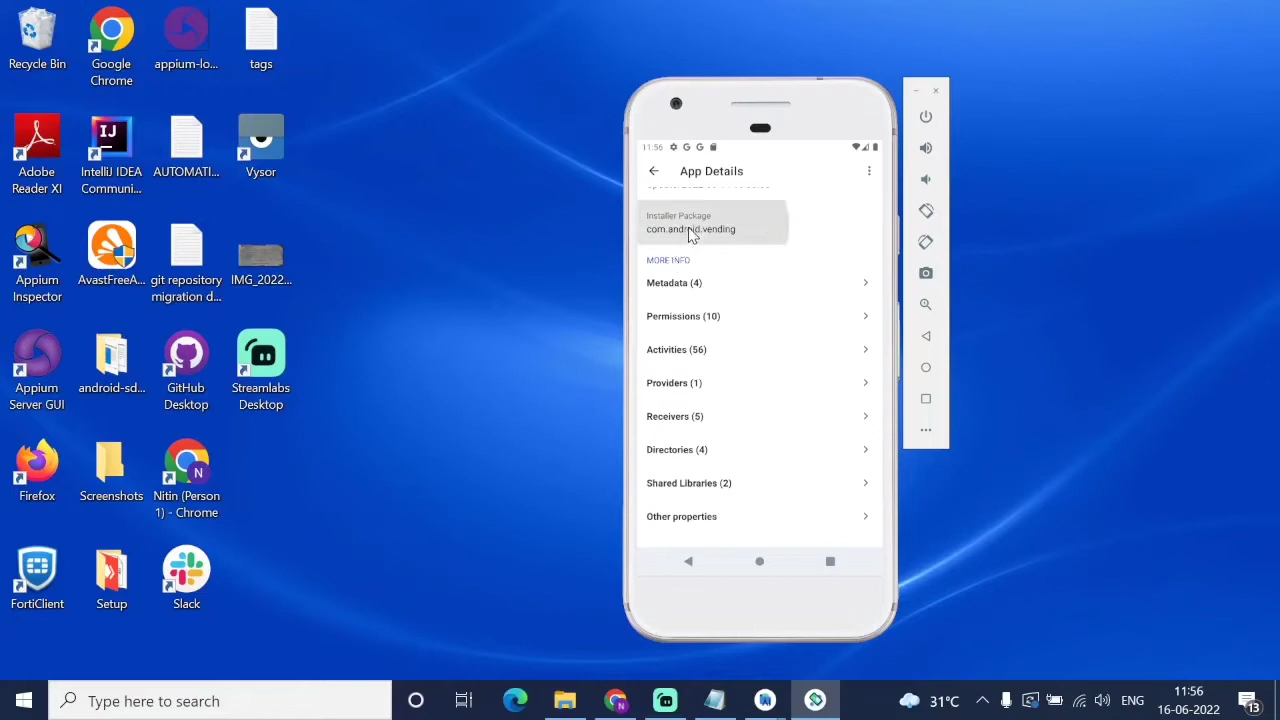 Recycle Bin
Google
Chrome
appium-lo...
tags
Adobe
Reader XI
IntelliJ IDEA
Communi...
AUTOMATI...
Vysor
Appium
Inspector
AvastFreeA...
git repository
migration d...
IMG_2022...
Appium
Server GUI
android-sd...
GitHub
Desktop
Streamlabs
Desktop
Firefox
Screenshots
Nitin (Person
1) - Chrome
FortiClient
Setup
Slack
11:56
App Details
Installer Package
com.android.vending
MORE INFO
Metadata (4)
Permissions (10)
Activities (56)
Providers (1)
Receivers (5)
Directories (4)
Shared Libraries (2)
Other properties
Type here to search
31°C
ENG
11:56
16-06-2022
13